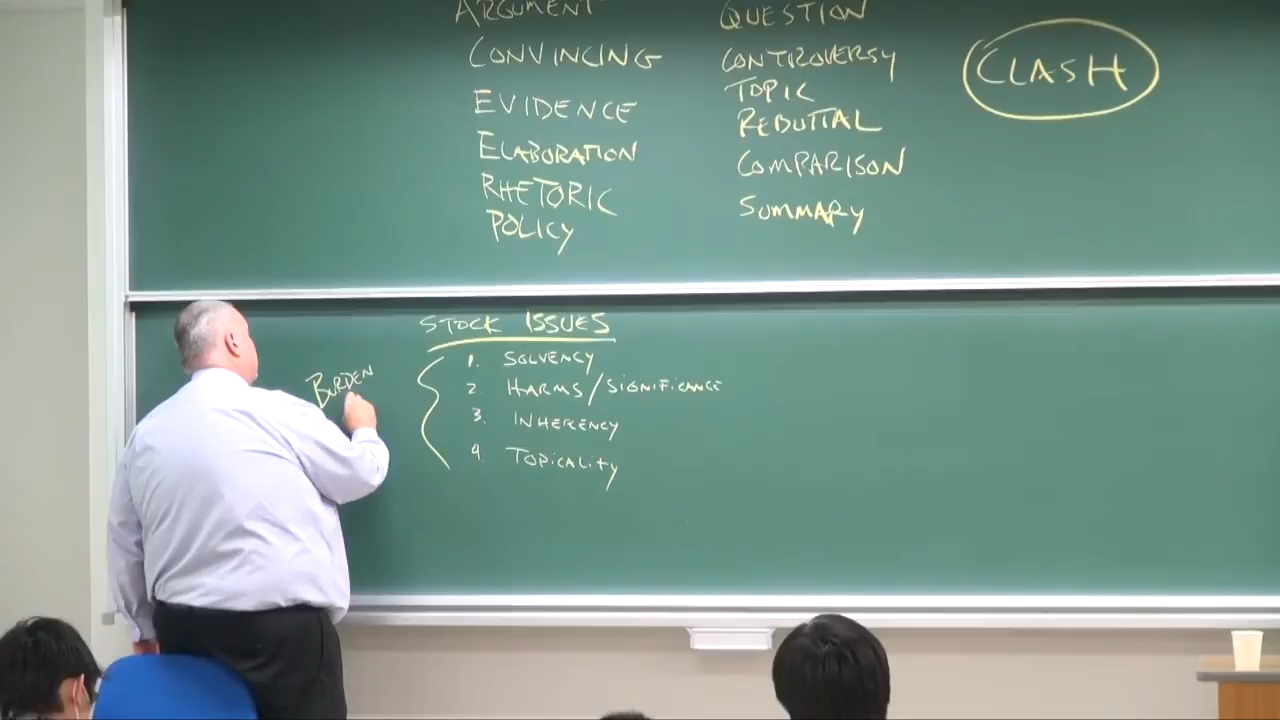 ARGUMENT
CONVINCING
EVIDENCE
ELABORATION
RHETORIC
POLICY
QUESTION
CONTROVERSY
TOPIC
REBUTTAL
COMPARISON
SUMMARY
CLASH
STOCK ISSUES
1. SOLVENCY
2. HARMS/SIGNIFICANCE
3. INHERENCY
4. TOPICALITY
BURDEN